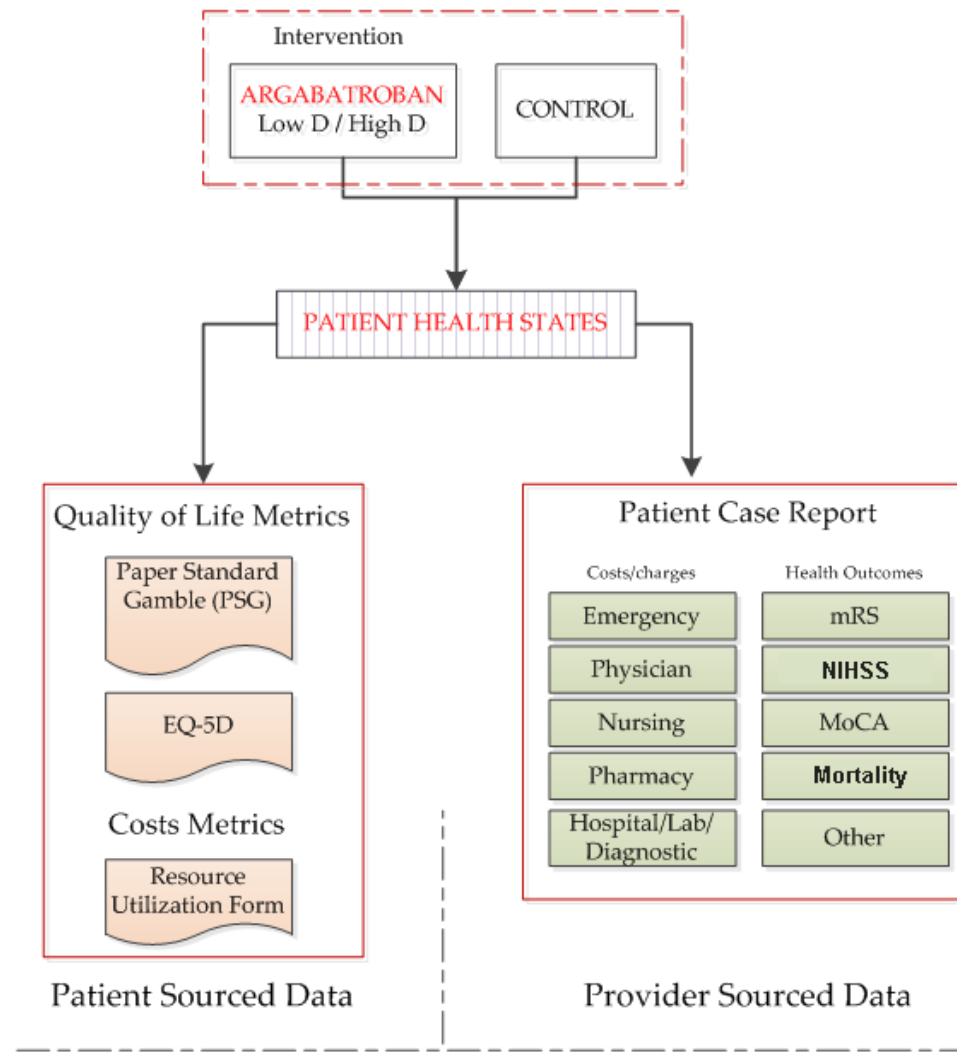 Intervention
ARGABATROBAN
Low D / High D
CONTROL
PATIENT HEALTH STATES
Quality of Life Metrics
Paper Standard
Gamble (PSG)
EQ-5D
Costs Metrics
Resource
Utilization Form
Patient Sourced Data
Patient Case Report
Costs/charges
Emergency
Physician
Nursing
Pharmacy
Hospital/Lab/
Diagnostic
Health Outcomes
mRS
NIHSS
MoCA
Mortality
Other
Provider Sourced Data